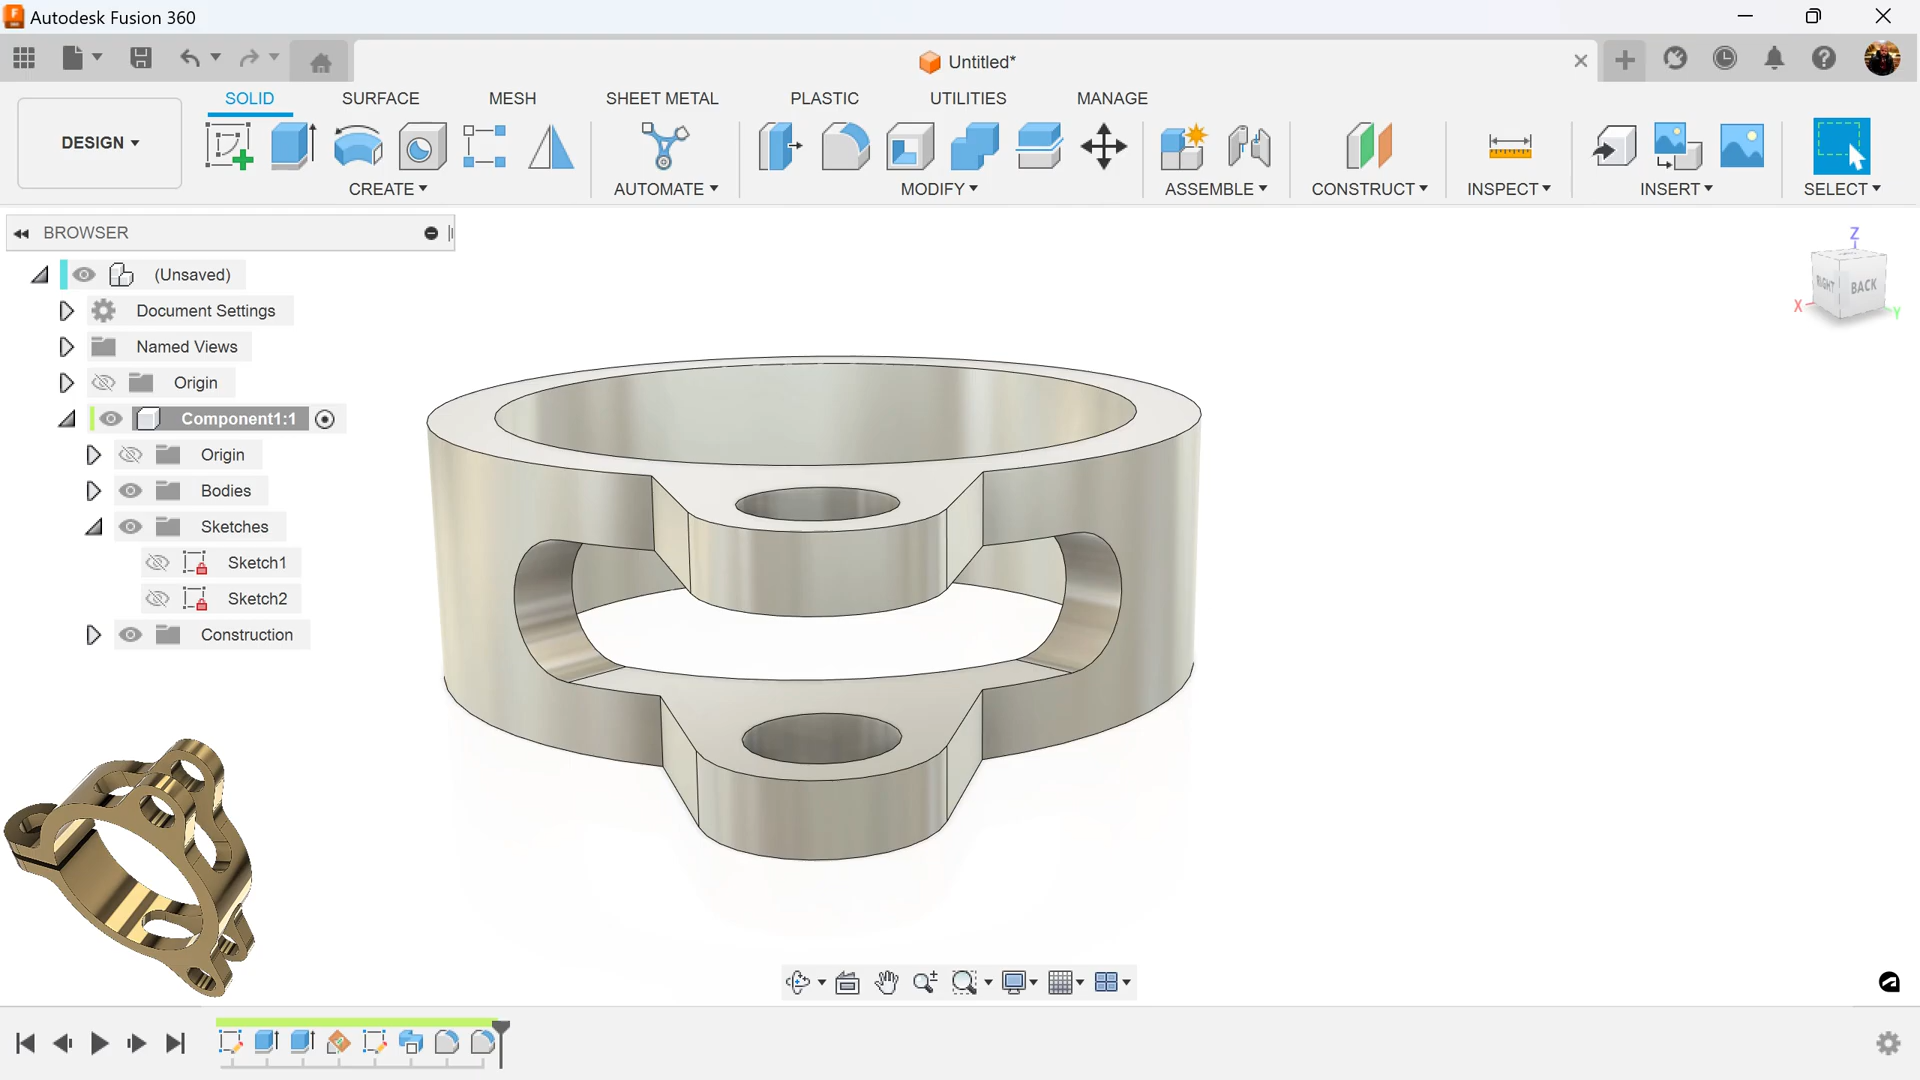 Autodesk Fusion 360
Untitled*
SOLID SURFACE MESH SHEET METAL PLASTIC UTILITIES MANAGE
DESIGN
CREATE AUTOMATE MODIFY ASSEMBLE CONSTRUCT INSPECT INSERT SELECT
BROWSER
(Unsaved)
Document Settings
Named Views
Origin
Component1:1
Origin
Bodies
Sketches
Sketch1
Sketch2
Construction
Z
RIGHT BACK
X Y